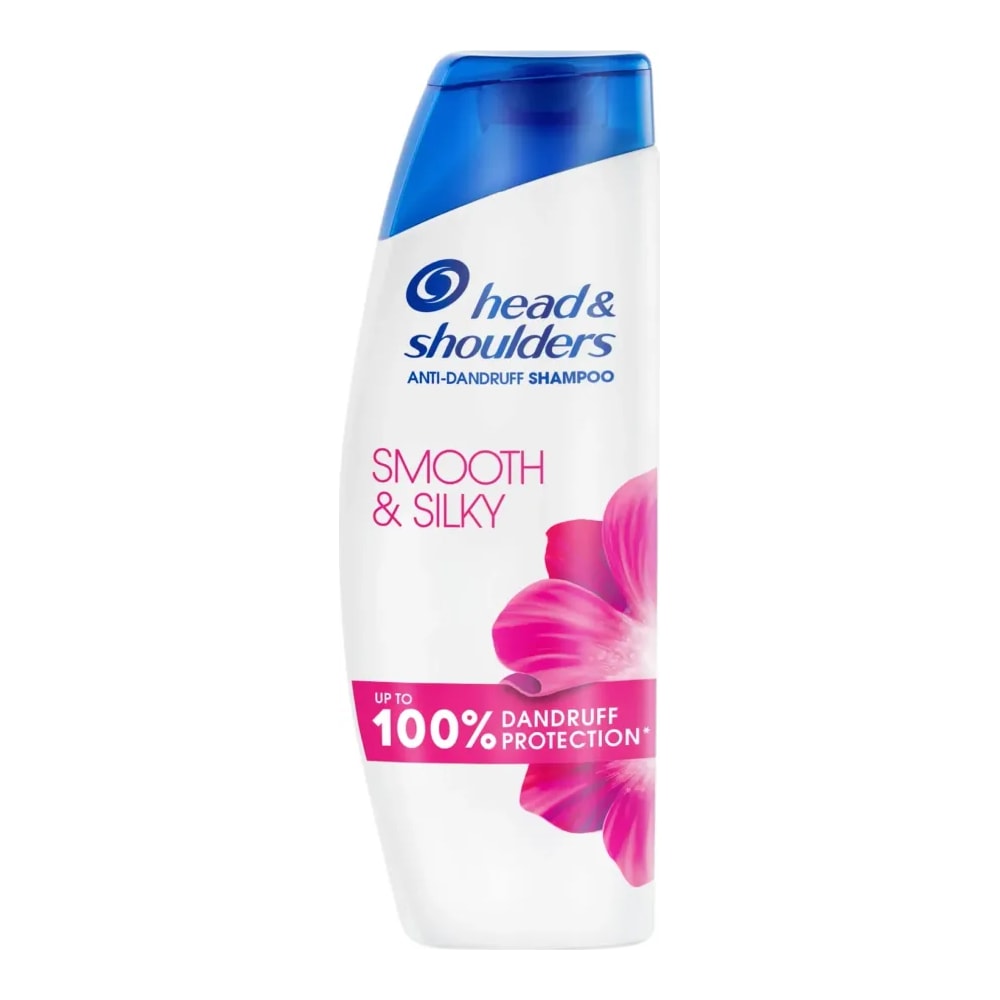 head &
shoulders
ANTI-DANDRUFF SHAMPOO
SMOOTH
& SILKY
UP TO
100% DANDRUFF
PROTECTION*